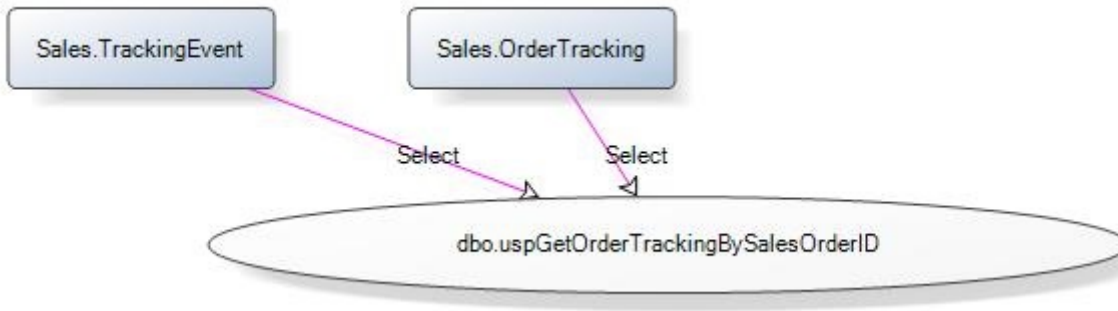 Sales.TrackingEvent
Sales.OrderTracking
Select
Select
dbo.uspGetOrderTrackingBySalesOrderID